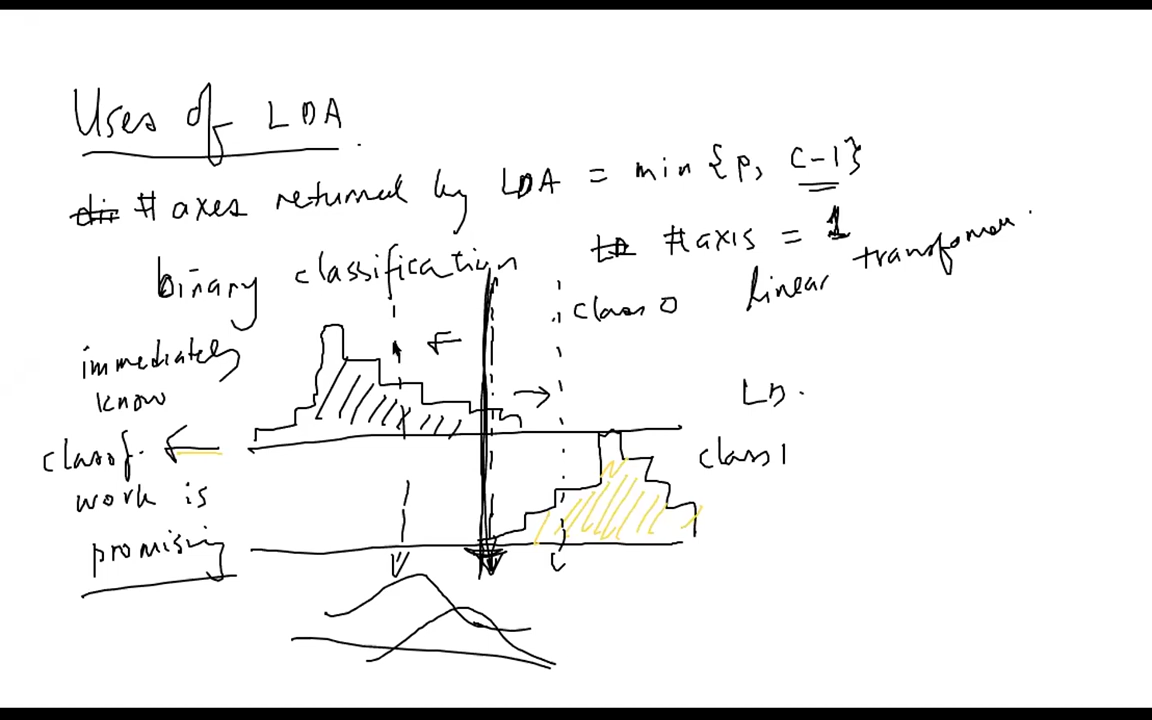 Uses of LDA.
# axes returned by LDA = min {p, C-1}
# axis = 1
binary classification
linear transformation.
class 0
immediately
know
classif.
work is
promising
LD.
class 1